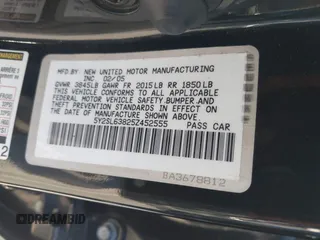 MFD.BY: NEW UNITED MOTOR MANUFACTURING
INC 02/05
GVWR 3845LB GAWR FR 2015LB RR 1850LB
THIS VEHICLE CONFORMS TO ALL APPLICABLE
FEDERAL MOTOR VEHICLE SAFETY,BUMPER,AND
THEFT PREVENTION STANDARDS IN EFFECT
ON THE DATE OF MANUFACTURE SHOWN ABOVE.
5Y2SL63825Z452555 PASS CAR
BA3678812
DREAMBID